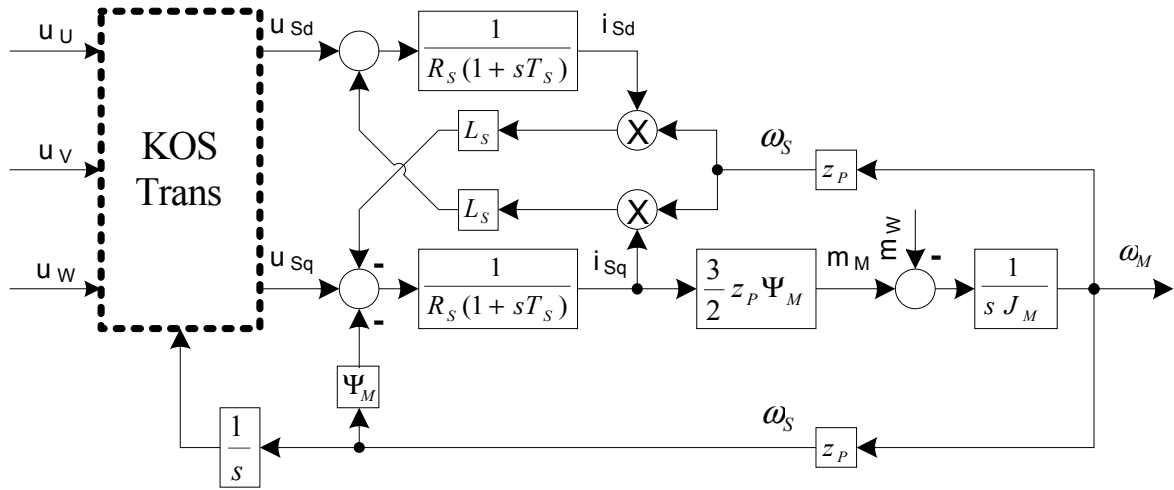 u U
u V
u W
KOS
Trans
u Sd
u Sq
1
R_S (1 + sT_S)
i Sd
L_S
X
L_S
X
ω_S
z_P
-
-
1
R_S (1 + sT_S)
i Sq
3
2
z_P Ψ_M
m M
m W
-
1
s J_M
ω_M
Ψ_M
1
s
ω_S
z_P